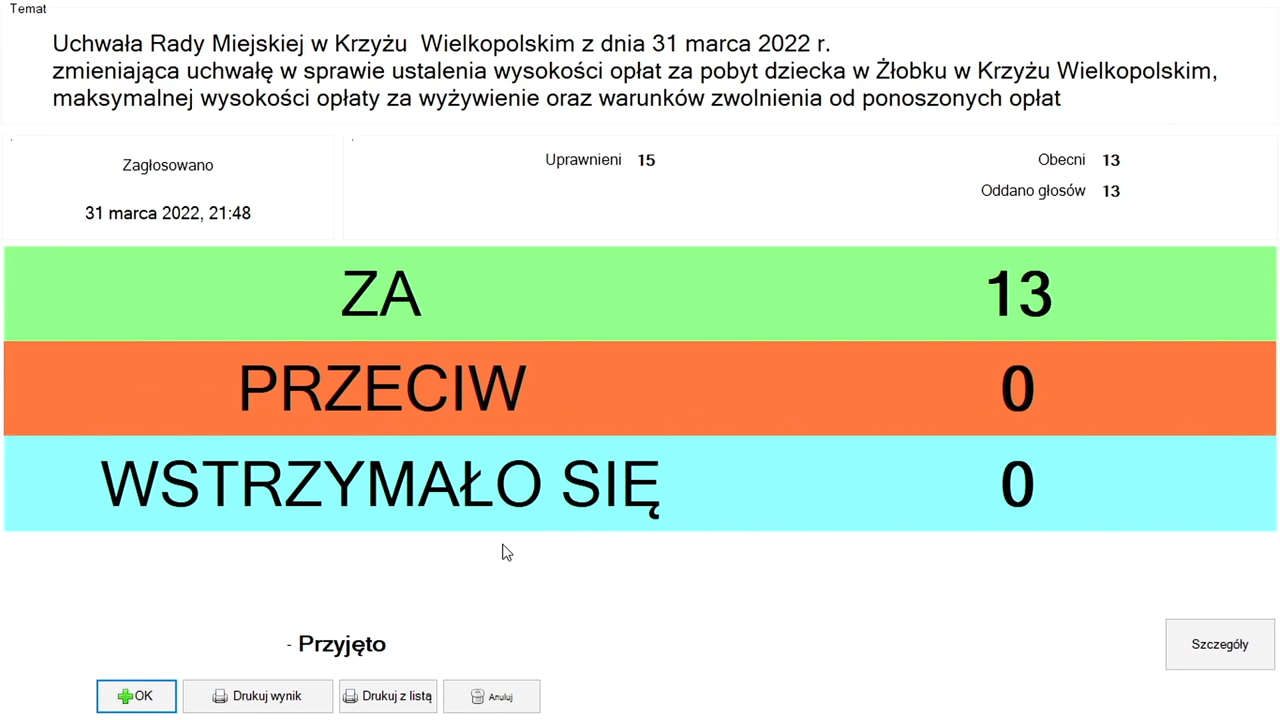 Temat
Uchwała Rady Miejskiej w Krzyżu Wielkopolskim z dnia 31 marca 2022 r.
zmieniająca uchwałę w sprawie ustalenia wysokości opłat za pobyt dziecka w Żłobku w Krzyżu Wielkopolskim,
maksymalnej wysokości opłaty za wyżywienie oraz warunków zwolnienia od ponoszonych opłat
Zagłosowano
31 marca 2022, 21:48
Uprawnieni 15
Obecni 13
Oddano głosów 13
ZA 13
PRZECIW 0
WSTRZYMAŁO SIĘ 0
- Przyjęto
Szczegóły
OK Drukuj wynik Drukuj z listą Anuluj